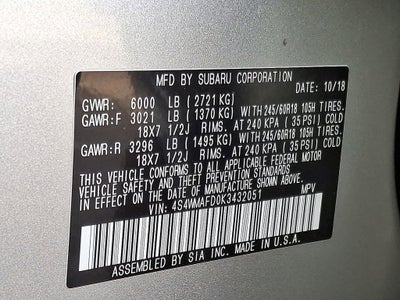 MFD BY SUBARU CORPORATION
DATE: 10/18
GVWR: 6000 LB (2721 KG)
GAWR:F 3021 LB (1370 KG) WITH 245/60R18 105H TIRES.
18X7 1/2J RIMS. AT 240 KPA (35 PSI) COLD
GAWR:R 3296 LB (1495 KG) WITH 245/60R18 105H TIRES.
18X7 1/2J RIMS. AT 240 KPA (35 PSI) COLD
THIS VEHICLE CONFORMS TO ALL APPLICABLE FEDERAL MOTOR
VEHICLE SAFETY STANDARDS IN EFFECT ON THE DATE OF
MANUFACTURE SHOWN ABOVE.
VIN: 4S4WMAFD0K3432051 MPV
ASSEMBLED BY SIA INC. MADE IN U.S.A.